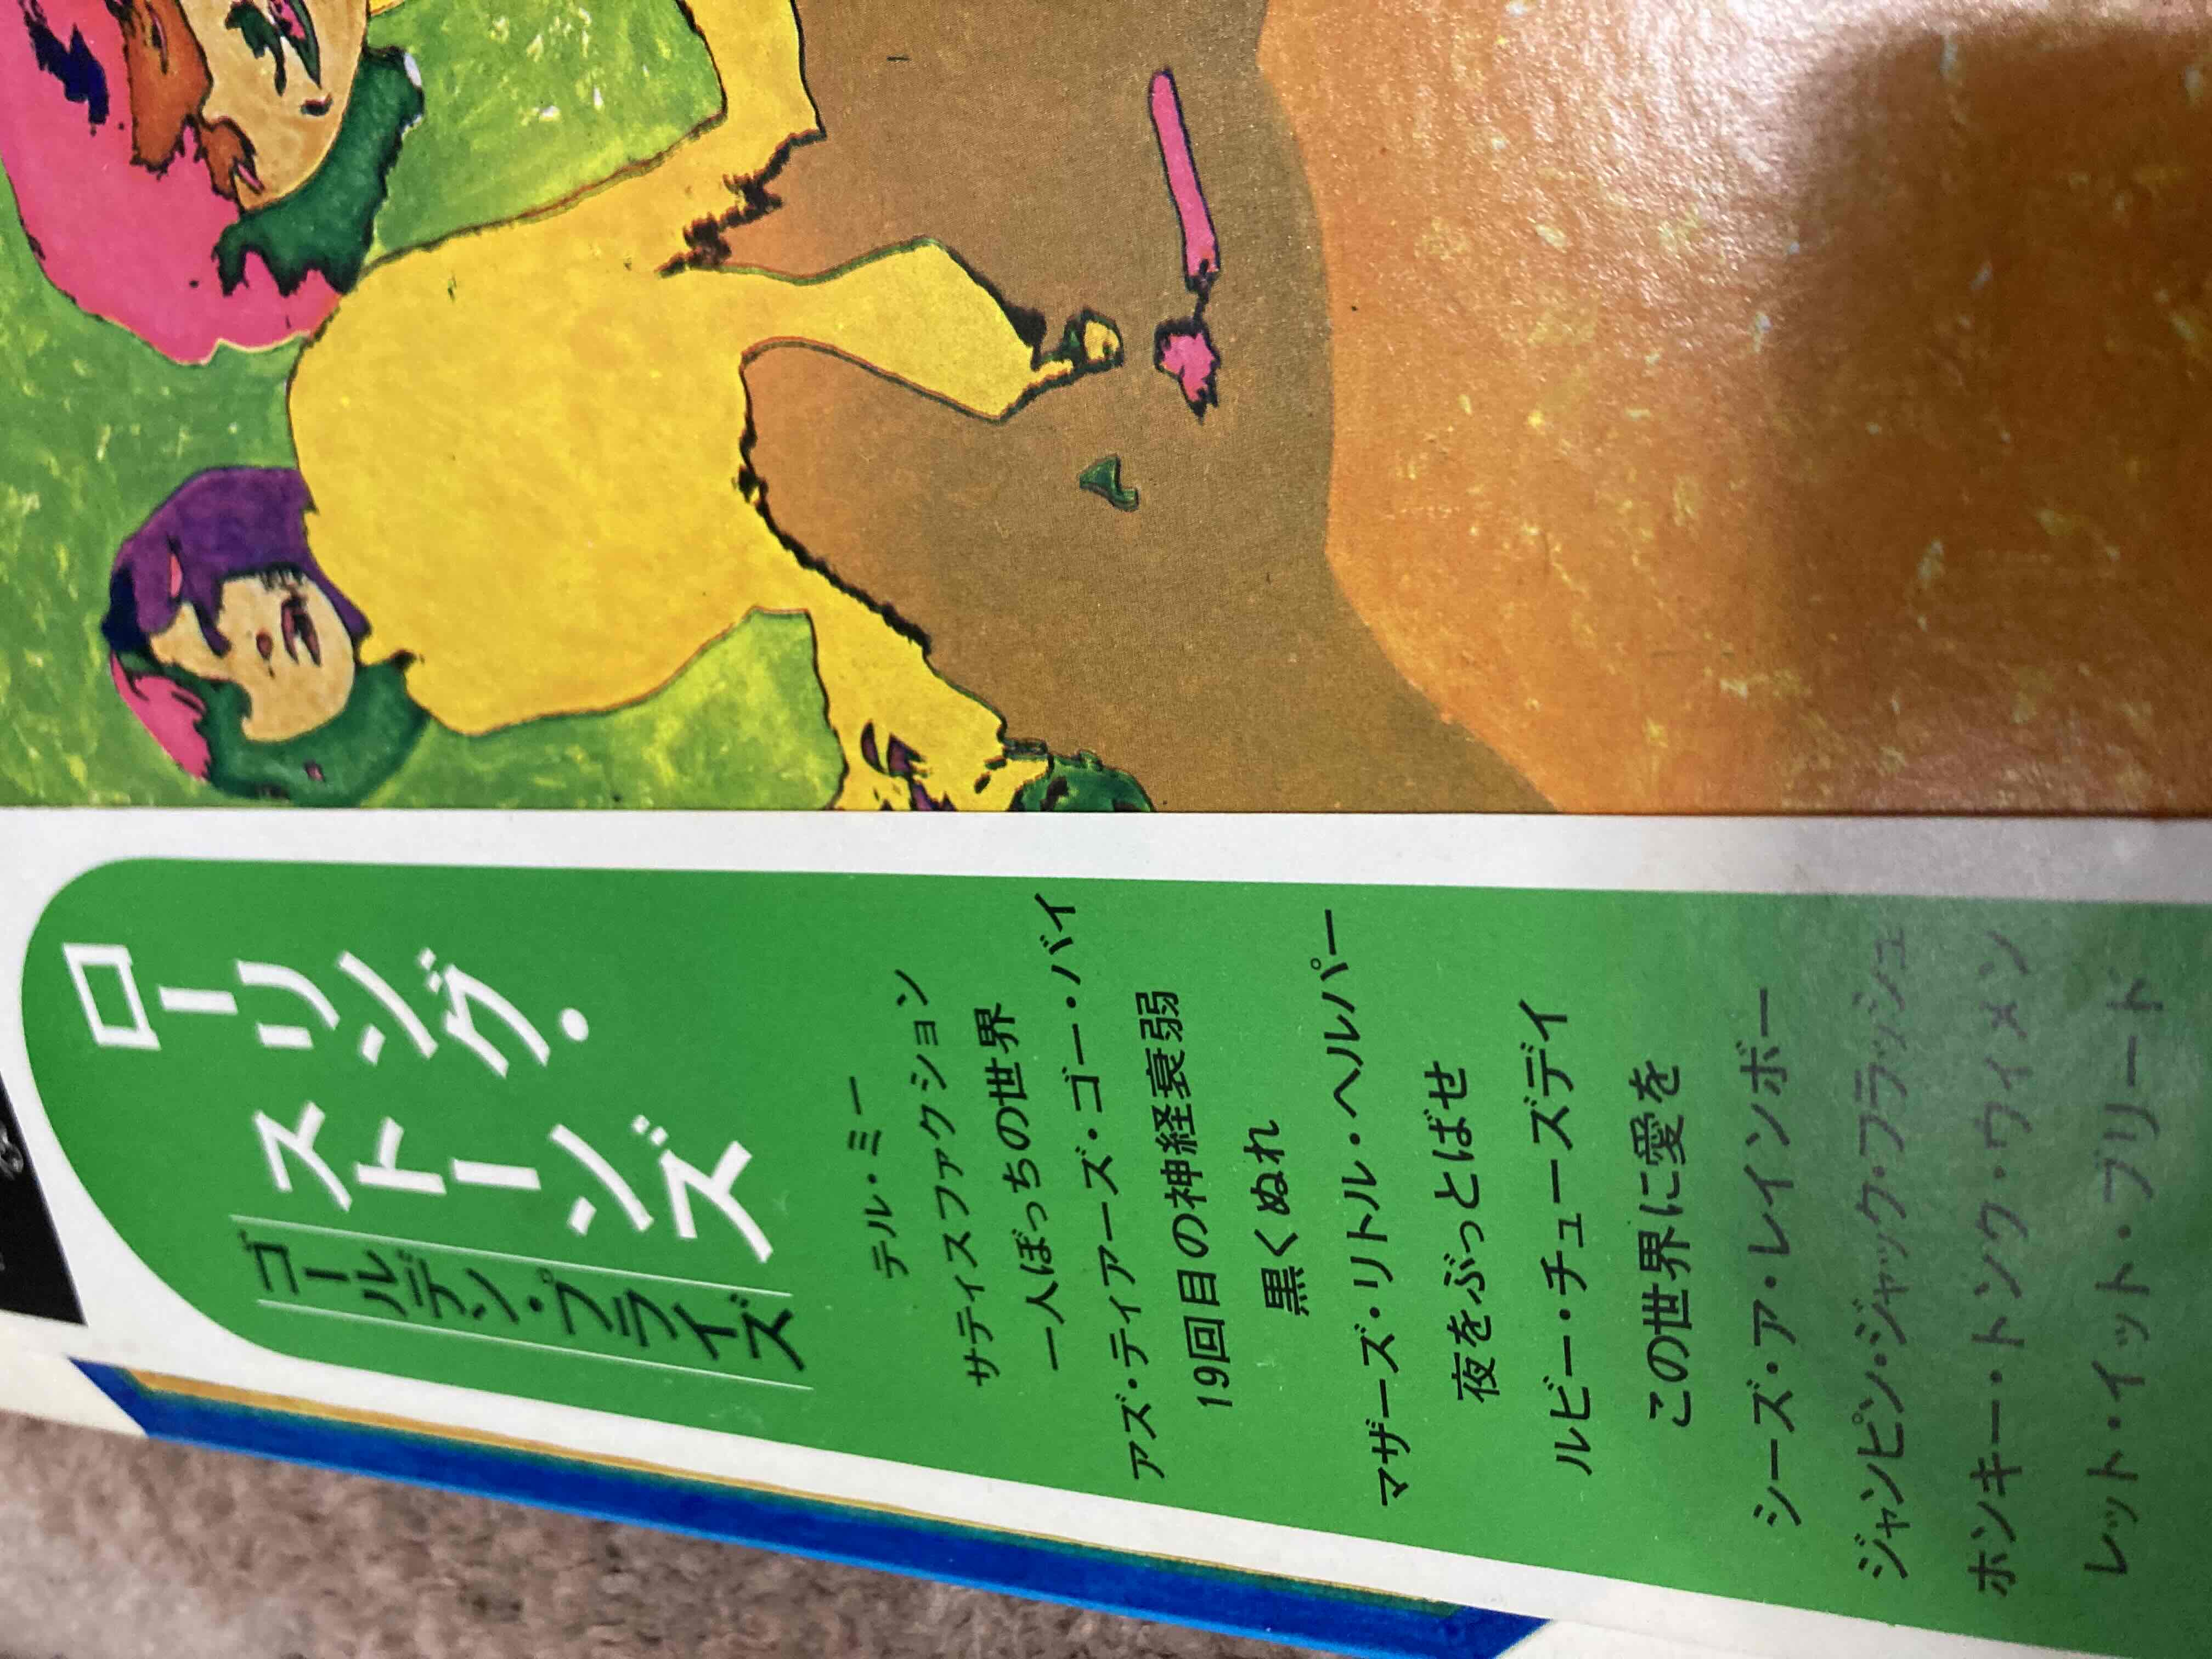 ローリング・
ストーンズ
ゴールデン・プライズ
テル・ミー
サティスファクション
一人ぼっちの世界
アズ・ティアーズ・ゴー・バイ
19回目の神経衰弱
黒くぬれ
マザーズ・リトル・ヘルパー
夜をぶっとばせ
ルビー・チューズデイ
この世界に愛を
シーズ・ア・レインボー
ジャンピン・ジャック・フラッシュ
ホンキー・トンク・ウィメン
レット・イット・ブリード